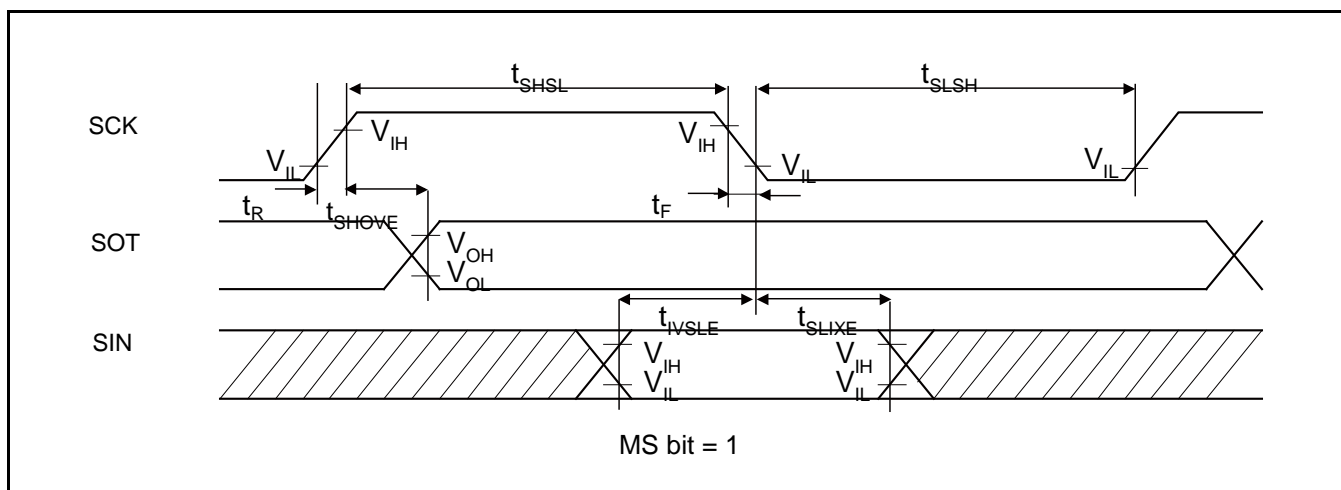 tSHSL
tSLSH
SCK
VIH
VIH
VIL
VIL
VIL
tR
tSHOVE
tF
SOT
VOH
VOL
tIVSLE
tSLIXE
SIN
VIH
VIH
VIL
VIL
MS bit = 1